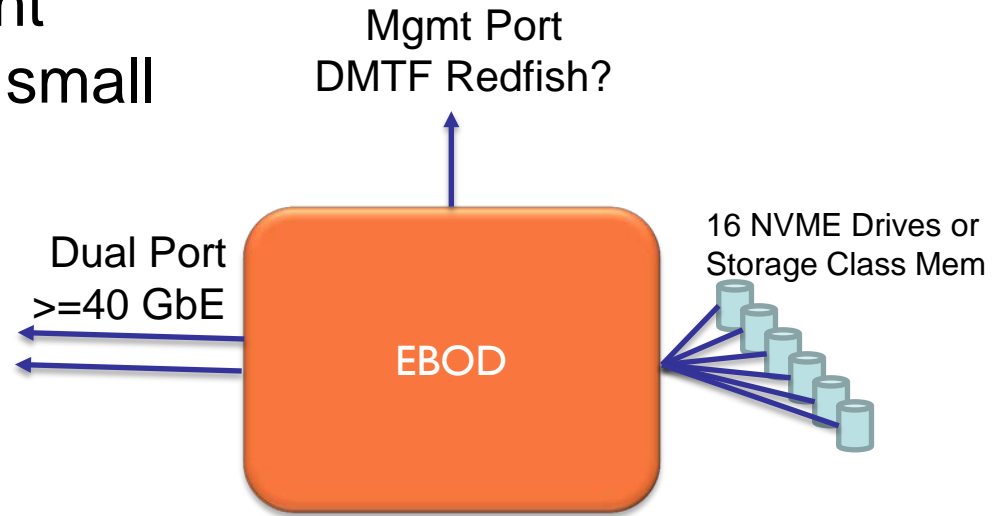 small
Mgmt Port
DMTF Redfish?
Dual Port
>=40 GbE
EBOD
16 NVME Drives or
Storage Class Mem